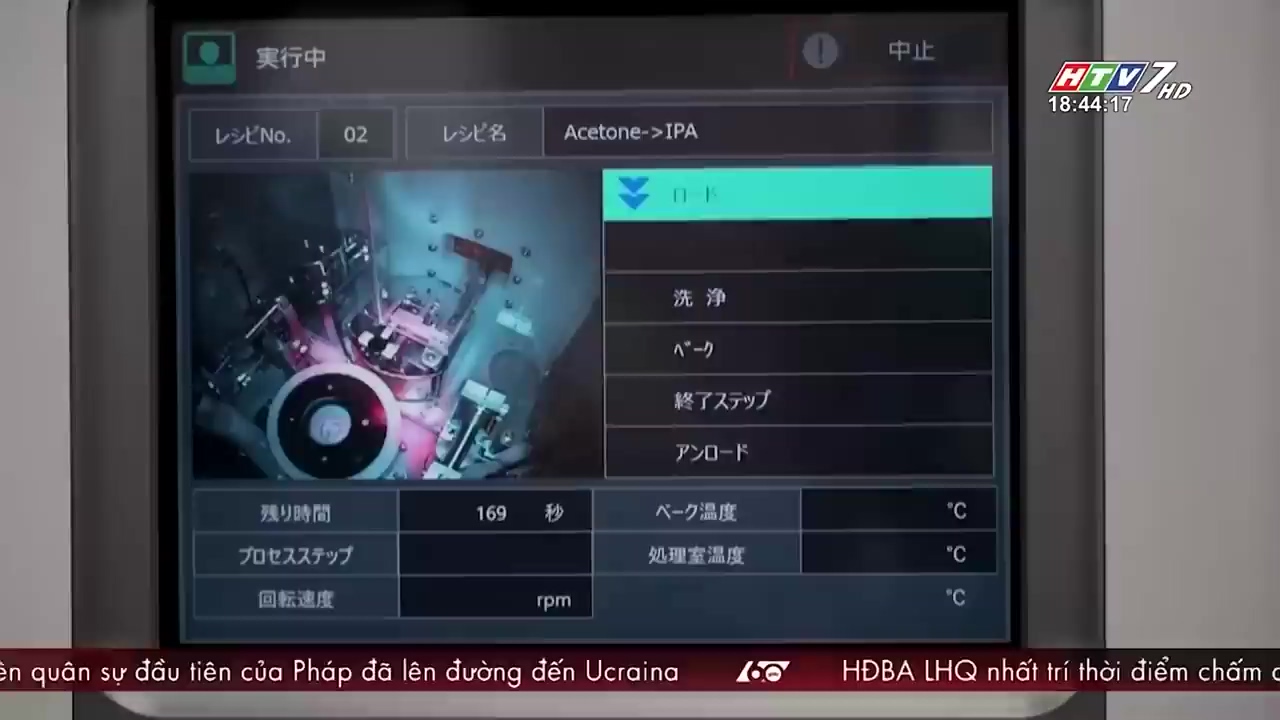 実行中
中止
HTV7 HD
18:44:17
レシピNo. 02 レシピ名 Acetone->IPA
ロード
洗 浄
ベーク
終了ステップ
アンロード
残り時間 169 秒 ベーク温度 ℃
プロセスステップ 処理室温度 ℃
回転速度 rpm ℃
quân sự đầu tiên của Pháp đã lên đường đến Ucraina 60 HĐBA LHQ nhất trí thời điểm chấm